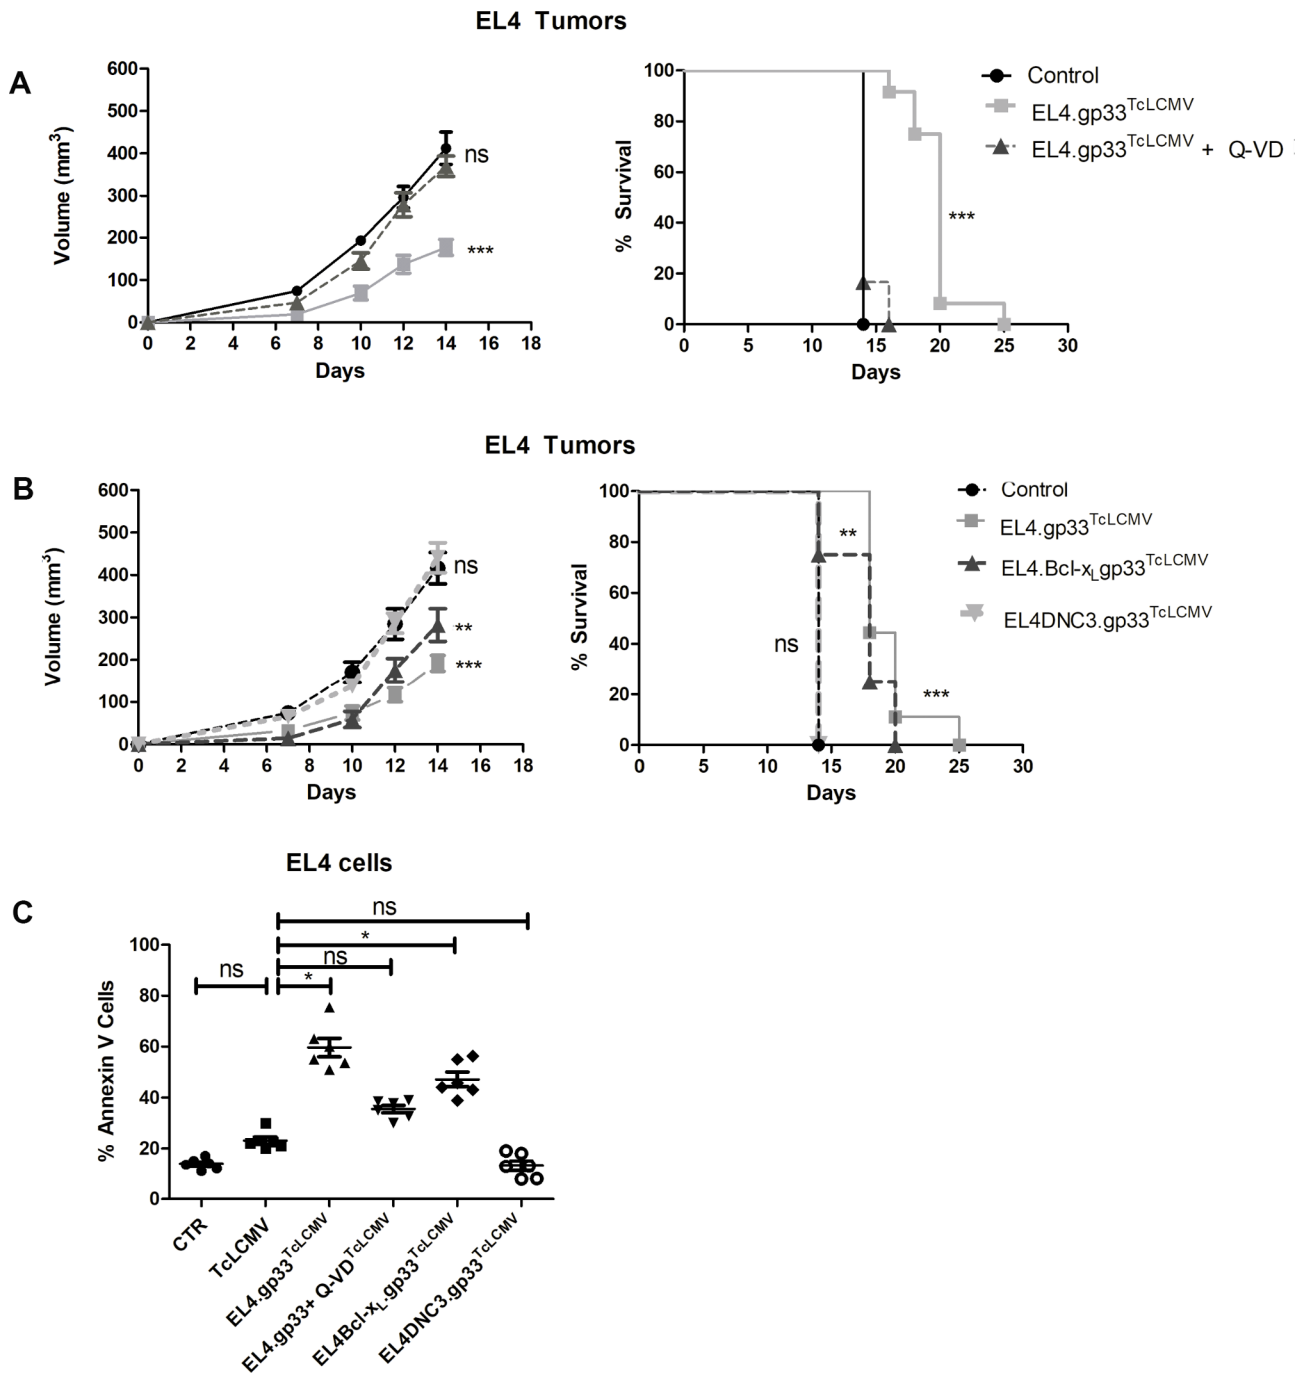 EL4 Tumors
A
600
500
400
300
200
100
0
Volume (mm³)
ns
***
0 2 4 6 8 10 12 14 16 18
Days
100
80
60
40
20
0
% Survival
***
0 5 10 15 20 25 30
Days
Control
EL4.gp33TcLCMV
EL4.gp33TcLCMV + Q-VD
EL4 Tumors
B
600
500
400
300
200
100
0
Volume (mm³)
ns
**
***
0 2 4 6 8 10 12 14 16 18
Days
100
80
60
40
20
0
% Survival
**
ns
***
0 5 10 15 20 25 30
Days
Control
EL4.gp33TcLCMV
EL4.Bcl-xLgp33TcLCMV
EL4DNC3.gp33TcLCMV
EL4 cells
C
ns
*
ns
ns
*
100
80
60
40
20
0
% Annexin V Cells
CTR
TcLCMV
EL4.gp33TcLCMV
EL4.gp33+ Q-VDTcLCMV
EL4Bcl-xL.gp33TcLCMV
EL4DNC3.gp33TcLCMV